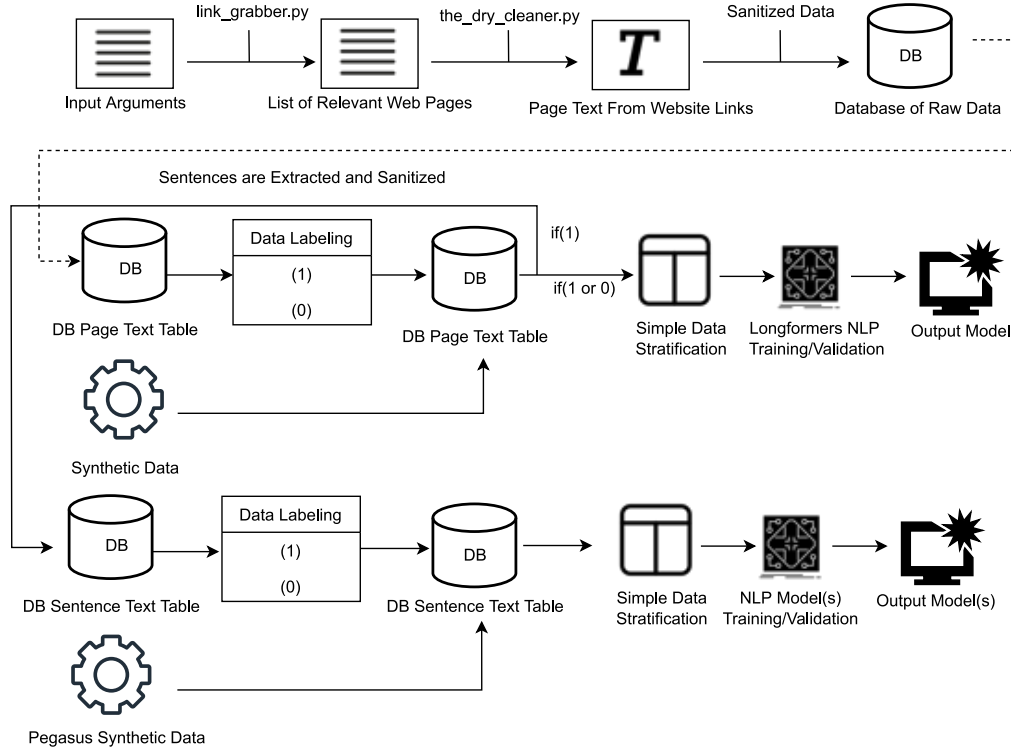 link_grabber.py
the_dry_cleaner.py
Sanitized Data
DB
Input Arguments
List of Relevant Web Pages
Page Text From Website Links
Database of Raw Data
Sentences are Extracted and Sanitized
DB
DB Page Text Table
Data Labeling
(1)
(0)
DB
DB Page Text Table
if(1)
if(1 or 0)
Simple Data
Stratification
Longformers NLP
Training/Validation
Output Model
Synthetic Data
DB
DB Sentence Text Table
Data Labeling
(1)
(0)
DB
DB Sentence Text Table
Simple Data
Stratification
NLP Model(s)
Training/Validation
Output Model(s)
Pegasus Synthetic Data